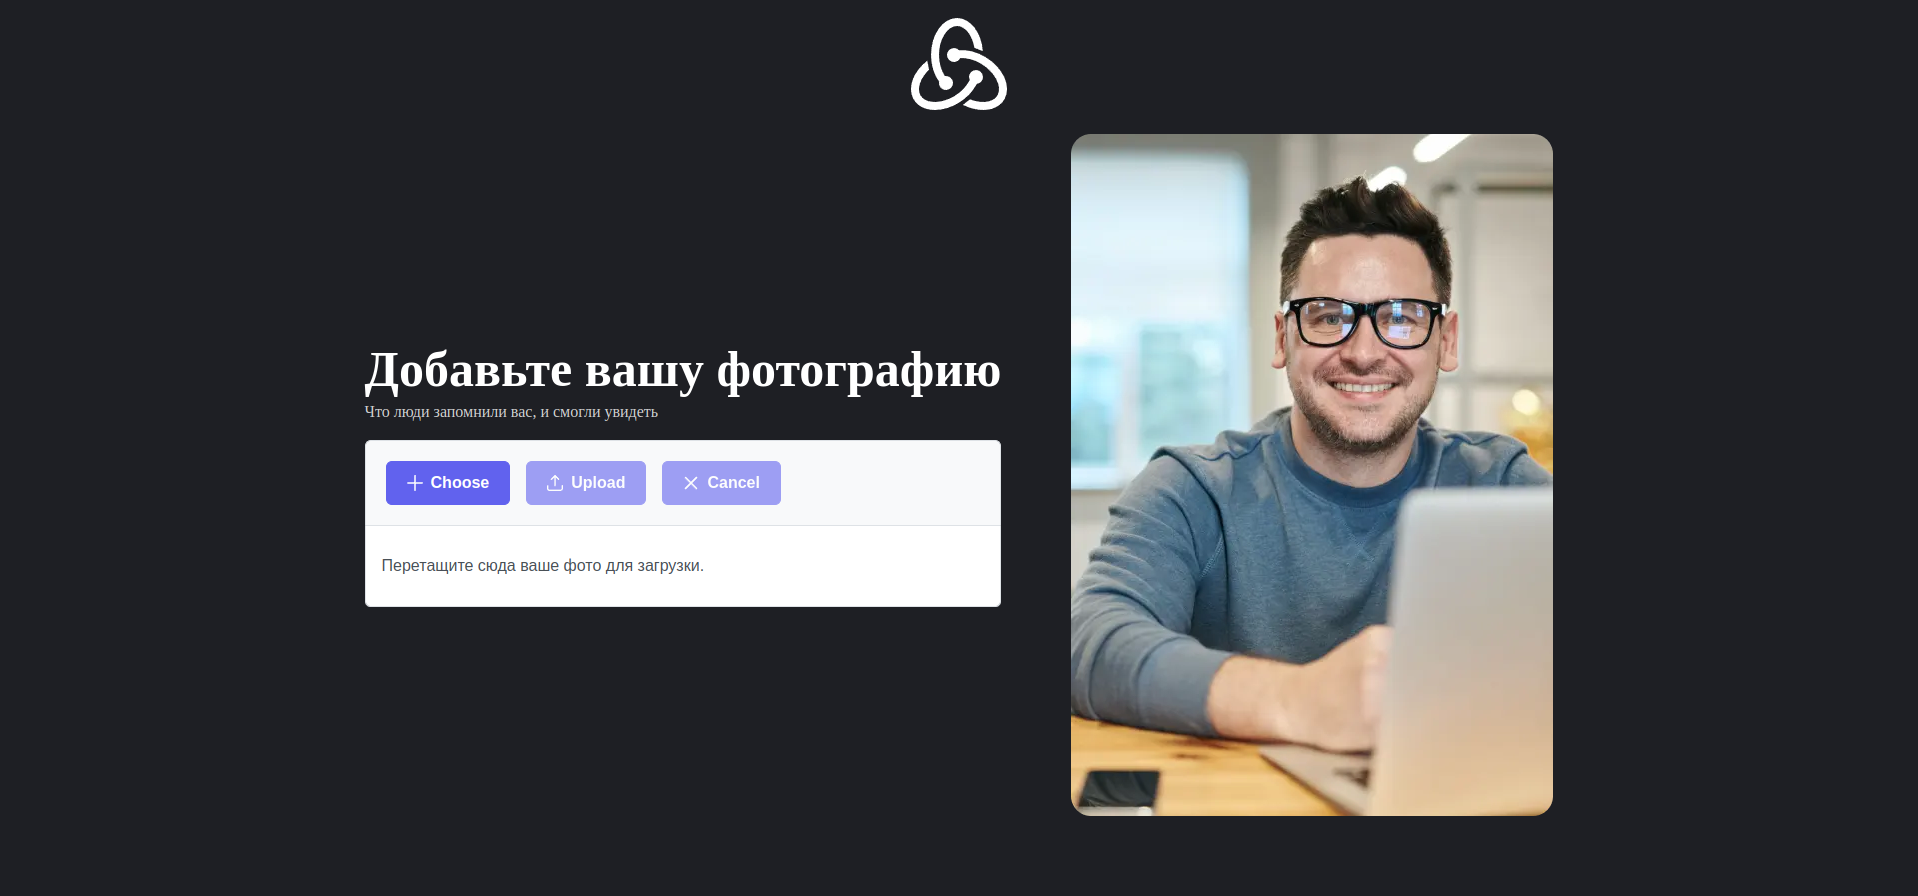 Добавьте вашу фотографию
Что люди запомнили вас, и смогли увидеть
Choose Upload Cancel
Перетащите сюда ваше фото для загрузки.